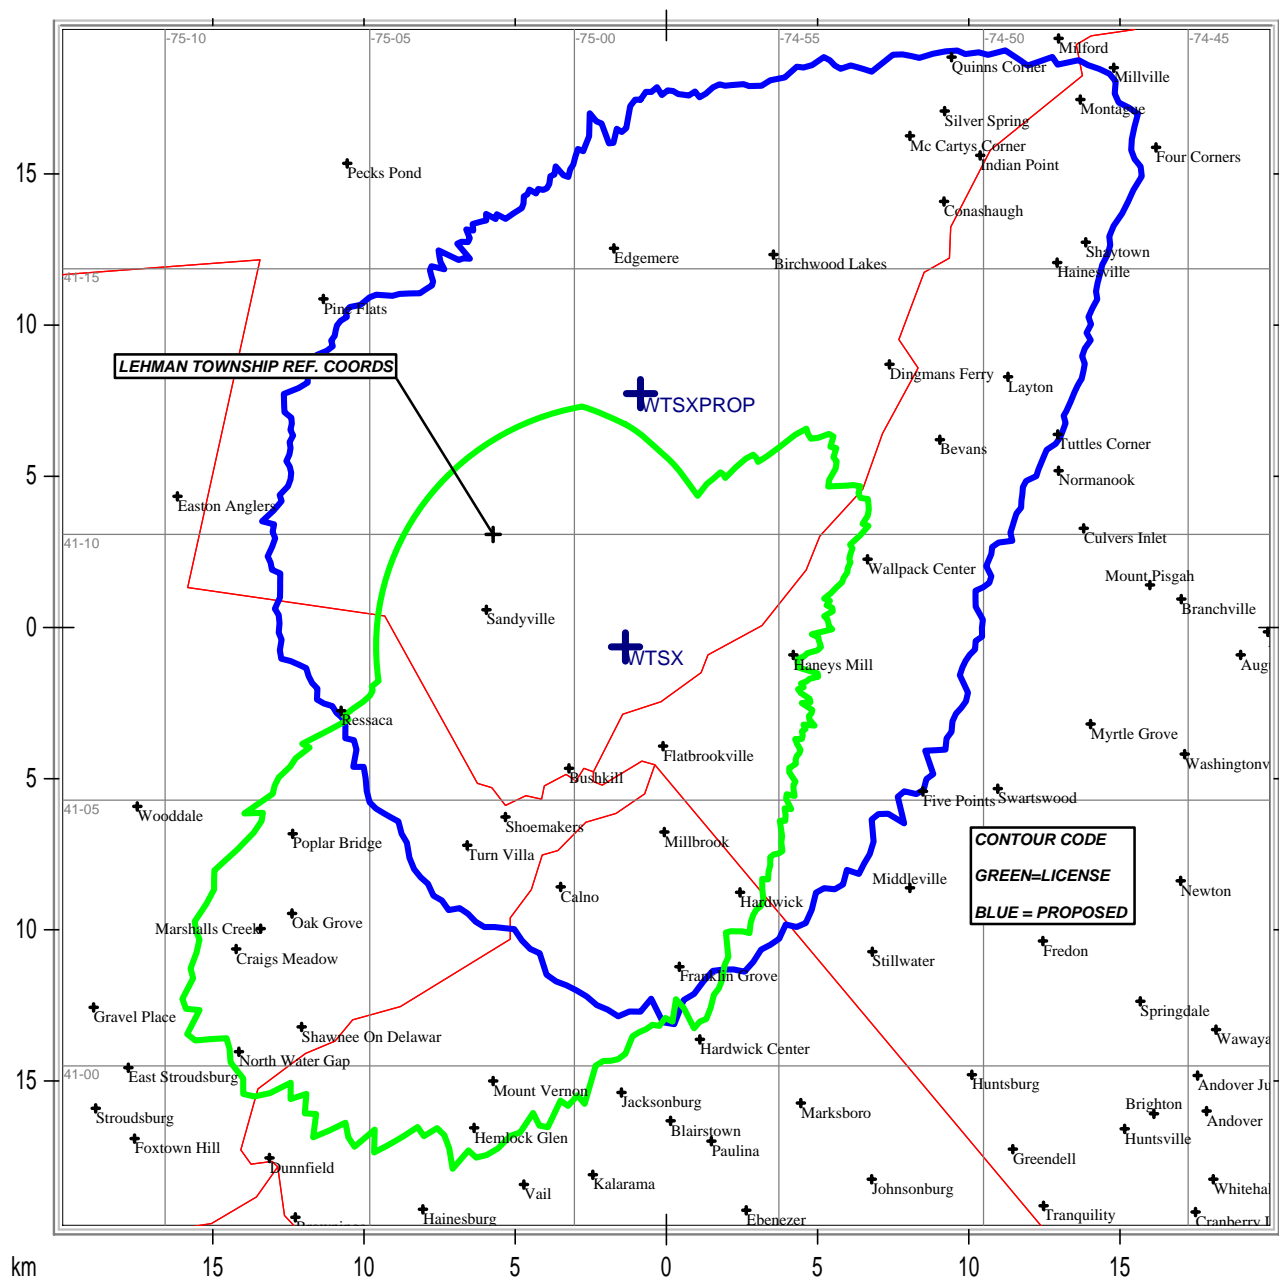 -75-10
-75-05
-75-00
-74-55
-74-50
-74-45
Milford
Quinns Corner
Millville
Montague
Silver Spring
Mc Cartys Corner
Indian Point
Four Corners
15
Pecks Pond
Conashaugh
Shaytown
Edgemere
Birchwood Lakes
Hainesville
41-15
Pine Flats
10
LEHMAN TOWNSHIP REF. COORDS
Dingmans Ferry
Layton
WTSXPROP
Tuttles Corner
Bevans
5
Normanook
Easton Anglers
Culvers Inlet
41-10
Wallpack Center
Mount Pisgah
Branchville
Sandyville
0
WTSX
Haneys Mill
Aug
Ressaca
Myrtle Grove
Flatbrookville
Washingtonv
5
Bushkill
41-05
Five Points
Swartswood
Wooddale
Shoemakers
Poplar Bridge
Millbrook
Turn Villa
CONTOUR CODE
GREEN=LICENSE
BLUE = PROPOSED
Middleville
Newton
Calno
Hardwick
Oak Grove
Marshalls Creek
10
Craigs Meadow
Stillwater
Fredon
Franklin Grove
Gravel Place
Springdale
Shawnee On Delawar
Wawaya
Hardwick Center
North Water Gap
41-00
East Stroudsburg
15
Mount Vernon
Huntsburg
Andover Ju
Jacksonburg
Stroudsburg
Marksboro
Brighton
Andover
Blairstown
Huntsville
Foxtown Hill
Hemlock Glen
Paulina
Greendell
Dunnfield
Kalarama
Vail
Johnsonburg
Whitehal
Hainesburg
Ebenezer
Tranquility
km
15
10
5
0
5
10
15